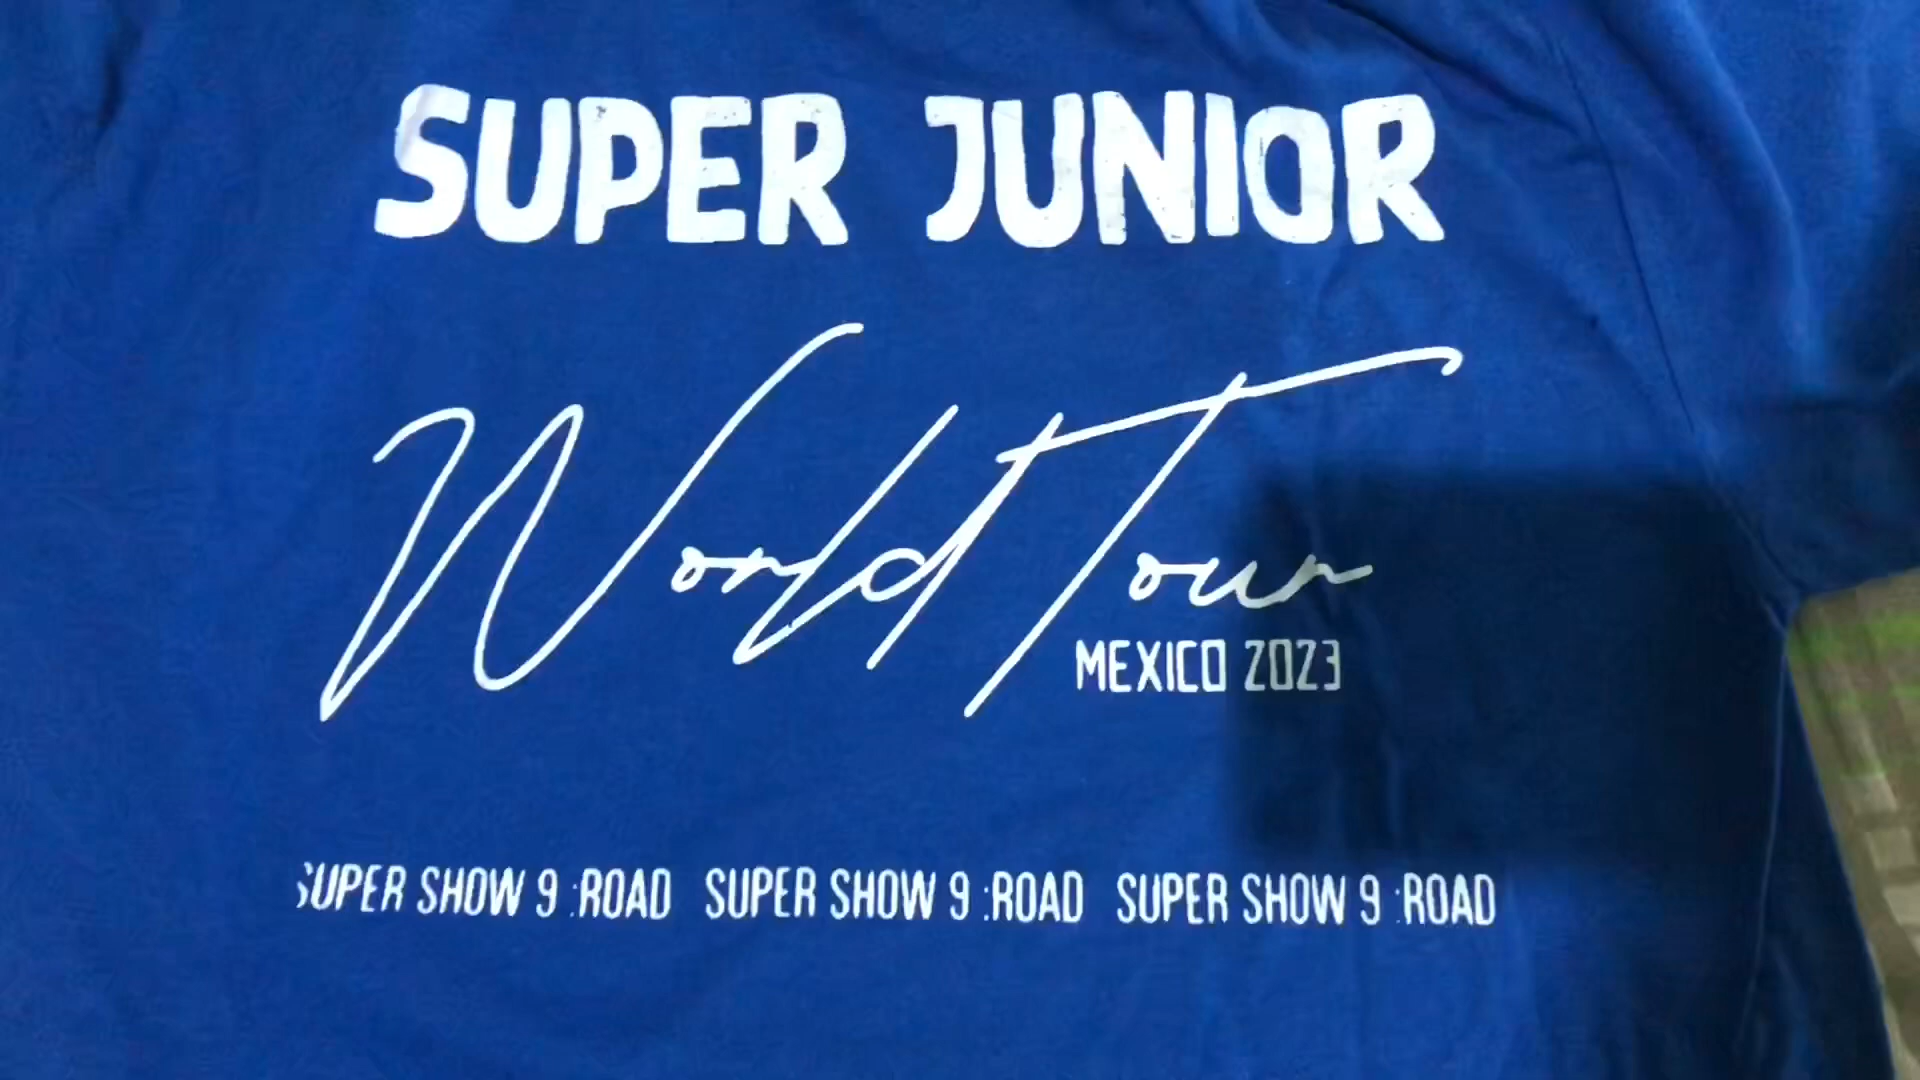 SUPER JUNIOR
World Tour
MEXICO 2023
SUPER SHOW 9 :ROAD SUPER SHOW 9 :ROAD SUPER SHOW 9 :ROAD